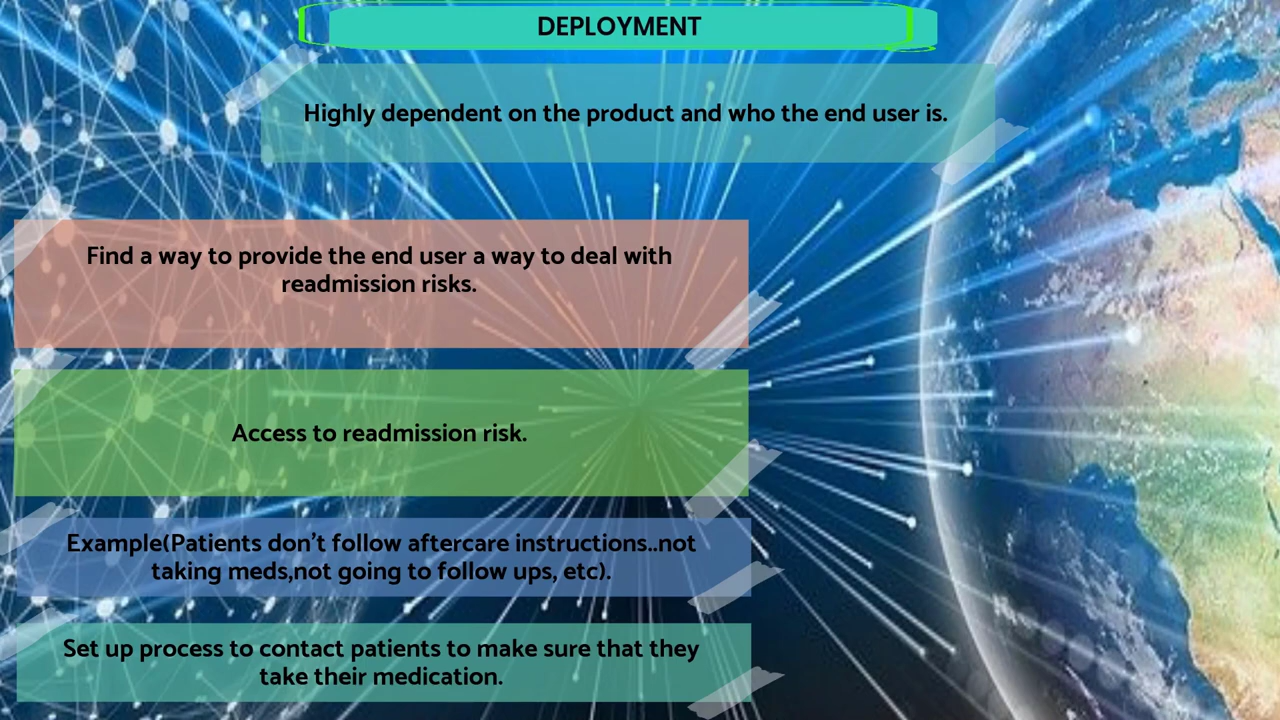 DEPLOYMENT
Highly dependent on the product and who the end user is.
Find a way to provide the end user a way to deal with
readmission risks.
Access to readmission risk.
Example(Patients don't follow aftercare instructions..not
taking meds,not going to follow ups, etc).
Set up process to contact patients to make sure that they
take their medication.